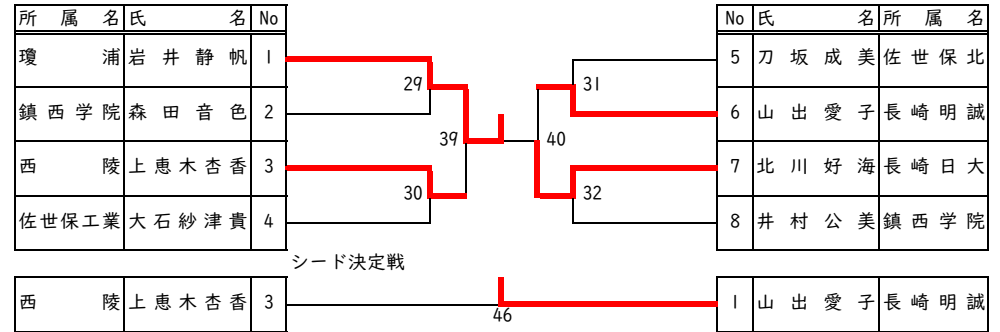 所属名 氏名 No No 氏名 所属名
瓊浦 岩井静帆 1 5 刀坂成美 佐世保北
29 31
鎮西学院 森田音色 2 6 山出愛子 長崎明誠
39 40
西陵 上恵木杏香 3 7 北川好海 長崎日大
30 32
佐世保工業 大石紗津貴 4 8 井村公美 鎮西学院
シード決定戦
西陵 上恵木杏香 3 1 山出愛子 長崎明誠
46